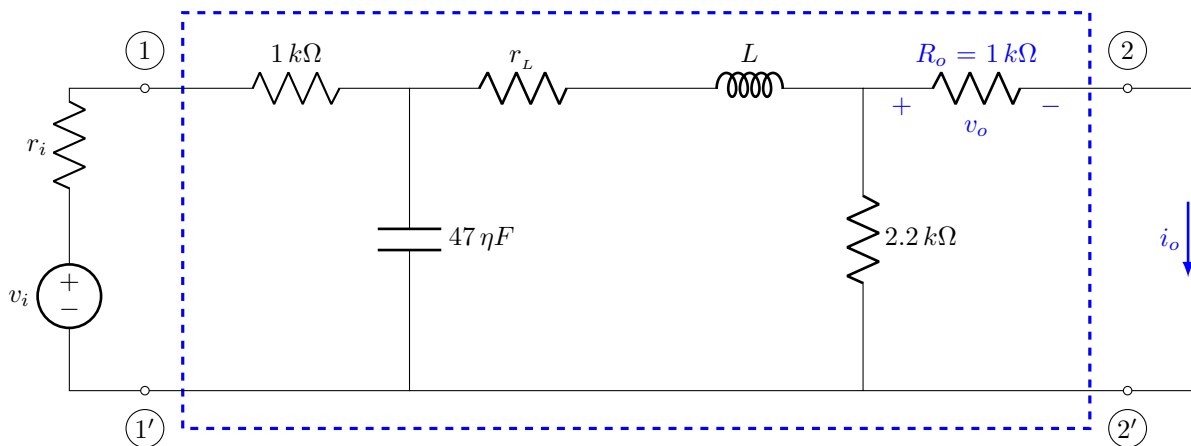 1
1 kΩ
r_L
L
R_o = 1 kΩ
2
+
−
v_o
r_i
47 ηF
2.2 kΩ
i_o
v_i
+
−
1′
2′